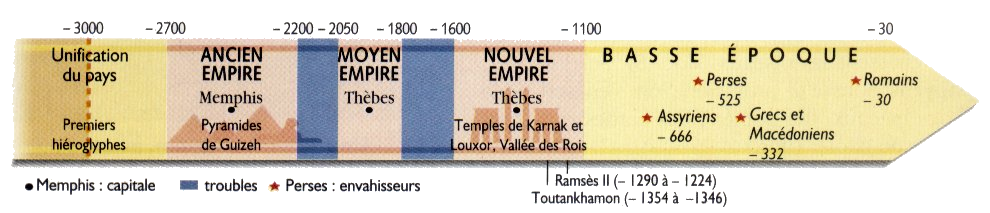 – 3000 – 2700 – 2200 – 2050 – 1800 – 1600 – 1100 – 30
Unification
du pays
Premiers
hiéroglyphes
ANCIEN
EMPIRE
Memphis
Pyramides
de Guizeh
MOYEN
EMPIRE
Thèbes
NOUVEL
EMPIRE
Thèbes
Temples de Karnak et
Louxor, Vallée des Rois
BASSE ÉPOQUE
Perses
– 525
Romains
– 30
Assyriens
– 666
Grecs et
Macédoniens
– 332
Memphis : capitale troubles Perses : envahisseurs
Ramsès II (– 1290 à – 1224)
Toutankhamon (– 1354 à –1346)